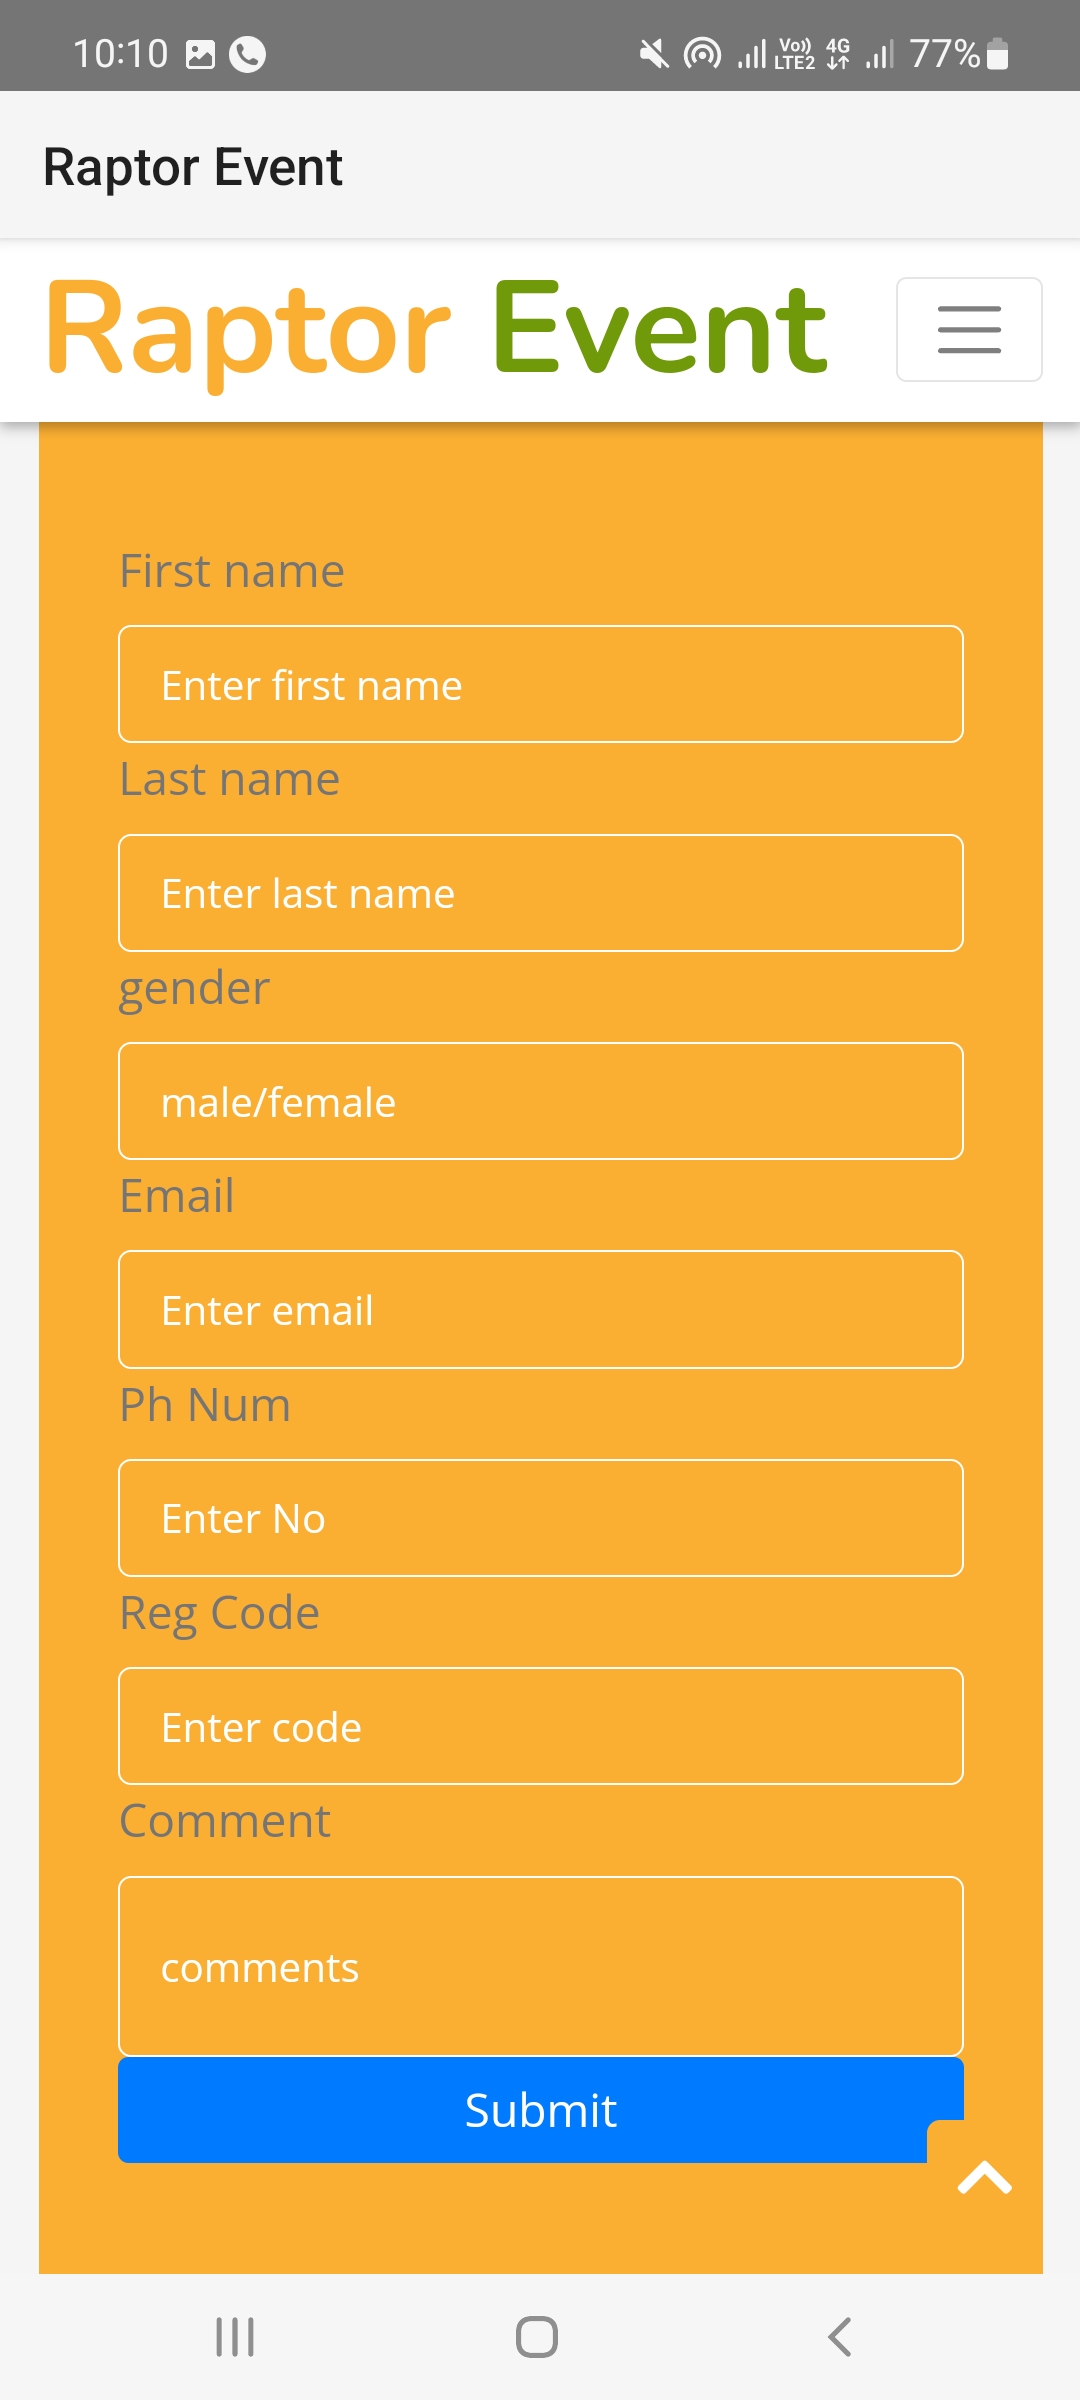 10:10 Vo)) LTE2 4G 77%
Raptor Event
Raptor Event
First name
Enter first name
Last name
Enter last name
gender
male/female
Email
Enter email
Ph Num
Enter No
Reg Code
Enter code
Comment
comments
Submit